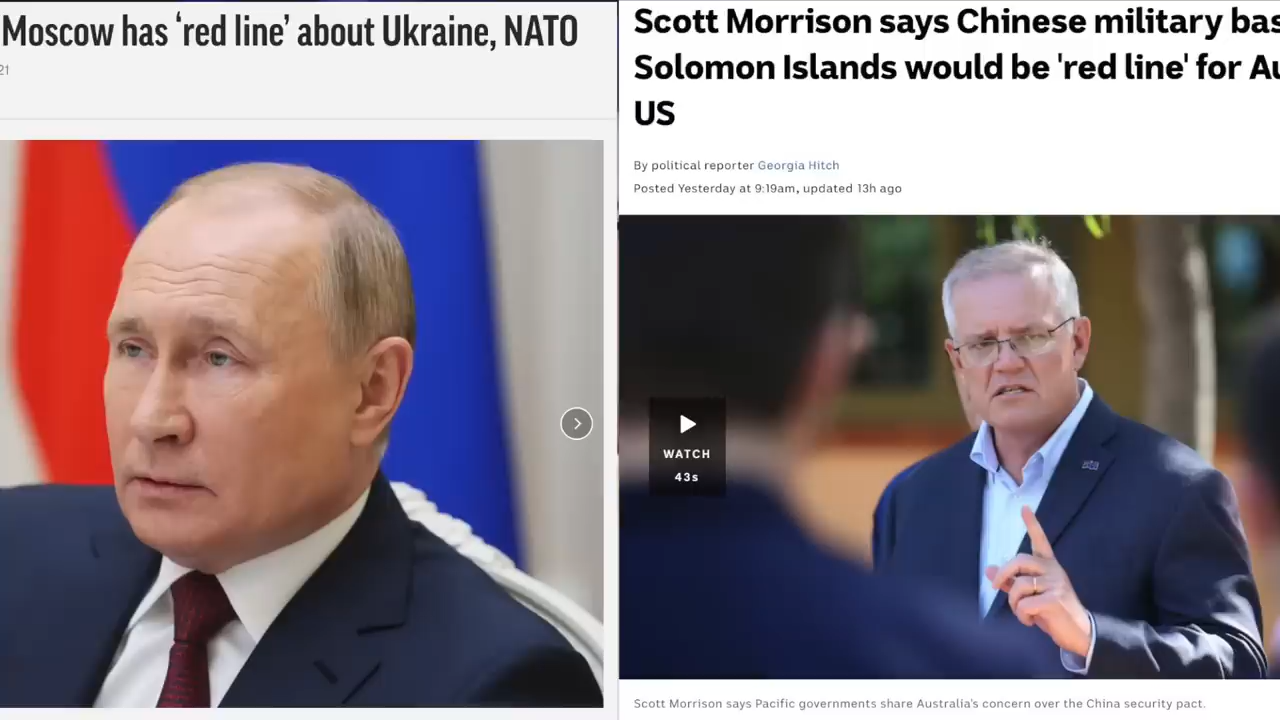 Moscow has ‘red line’ about Ukraine, NATO
21
Scott Morrison says Chinese military bas
Solomon Islands would be 'red line' for Au
US
By political reporter Georgia Hitch
Posted Yesterday at 9:19am, updated 13h ago
WATCH
43s
Scott Morrison says Pacific governments share Australia's concern over the China security pact.